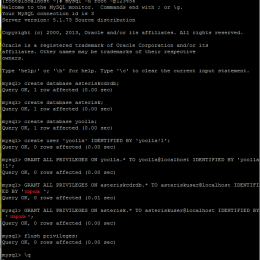 [root@localhost ~]# mysql -u root -p123456
Welcome to the MySQL monitor.  Commands end with ; or \g.
Your MySQL connection id is 3
Server version: 5.1.73 Source distribution
Copyright (c) 2000, 2013, Oracle and/or its affiliates. All rights reserved.
Oracle is a registered trademark of Oracle Corporation and/or its
affiliates. Other names may be trademarks of their respective
owners.
Type 'help;' or '\h' for help. Type '\c' to clear the current input statement.
mysql> create database asteriskcdrdb;
Query OK, 1 row affected (0.00 sec)
mysql> create database asterisk;
Query OK, 1 row affected (0.00 sec)
mysql> create database yoolla;
Query OK, 1 row affected (0.00 sec)
mysql> create user 'yoolla' IDENTIFIED BY 'yoolla!1';
Query OK, 0 rows affected (0.00 sec)
mysql> GRANT ALL PRIVILEGES ON yoolla.* TO yoolla@localhost IDENTIFIED BY 'yoolla
!1';
Query OK, 0 rows affected (0.00 sec)
mysql> GRANT ALL PRIVILEGES ON asteriskcdrdb.* TO asteriskuser@localhost IDENTIFI
ED BY '
Query OK, 0 rows affected (0.01 sec)
mysql> GRANT ALL PRIVILEGES ON asterisk.* TO asteriskuser@localhost IDENTIFIED BY
Query OK, 0 rows affected (0.00 sec)
mysql> flush privileges;
Query OK, 0 rows affected (0.00 sec)
mysql> \q